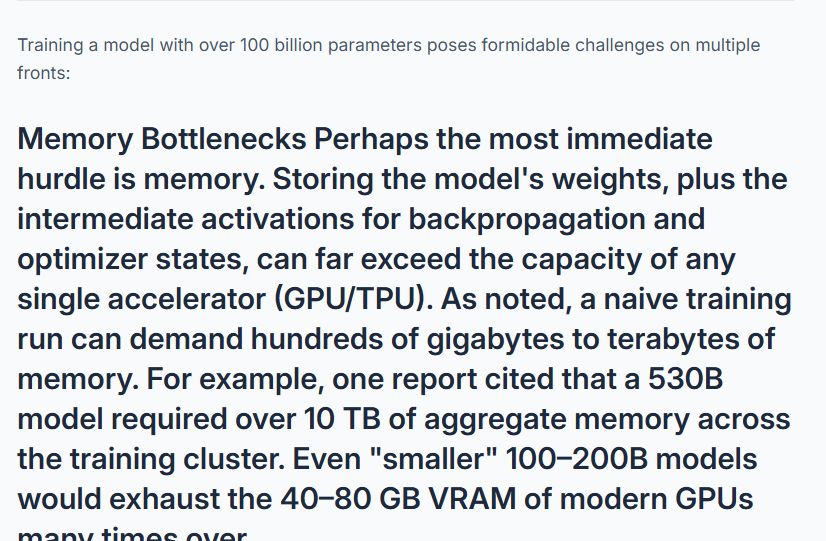 Training a model with over 100 billion parameters poses formidable challenges on multiple
fronts:
Memory Bottlenecks Perhaps the most immediate
hurdle is memory. Storing the model's weights, plus the
intermediate activations for backpropagation and
optimizer states, can far exceed the capacity of any
single accelerator (GPU/TPU). As noted, a naive training
run can demand hundreds of gigabytes to terabytes of
memory. For example, one report cited that a 530B
model required over 10 TB of aggregate memory across
the training cluster. Even "smaller" 100–200B models
would exhaust the 40–80 GB VRAM of modern GPUs
many times over.